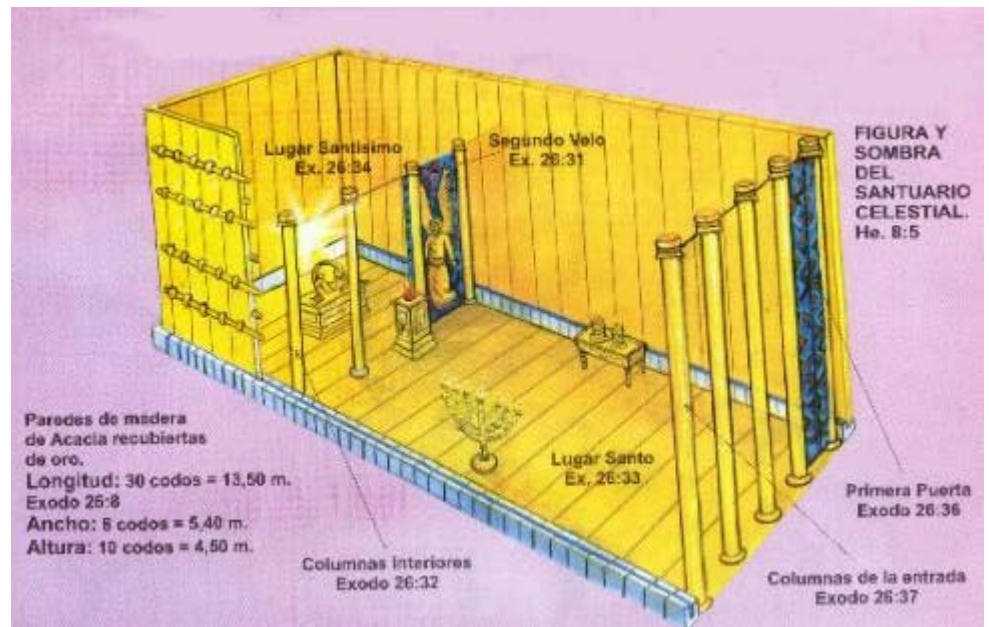 Lugar Santisimo
Ex. 26:34
Segundo Velo
Ex. 26:31
FIGURA Y
SOMBRA
DEL
SANTUARIO
CELESTIAL.
He. 8:5
Paredes de madera
de Acacia recubiertas
de oro.
Longitud: 30 codos = 13,50 m.
Exodo 26:8
Ancho: 6 codos = 5,40 m.
Altura: 10 codos = 4,50 m.
Lugar Santo
Ex. 26:33
Primera Puerta
Exodo 26:36
Columnas Interiores
Exodo 26:32
Columnas de la entrada
Exodo 26:37